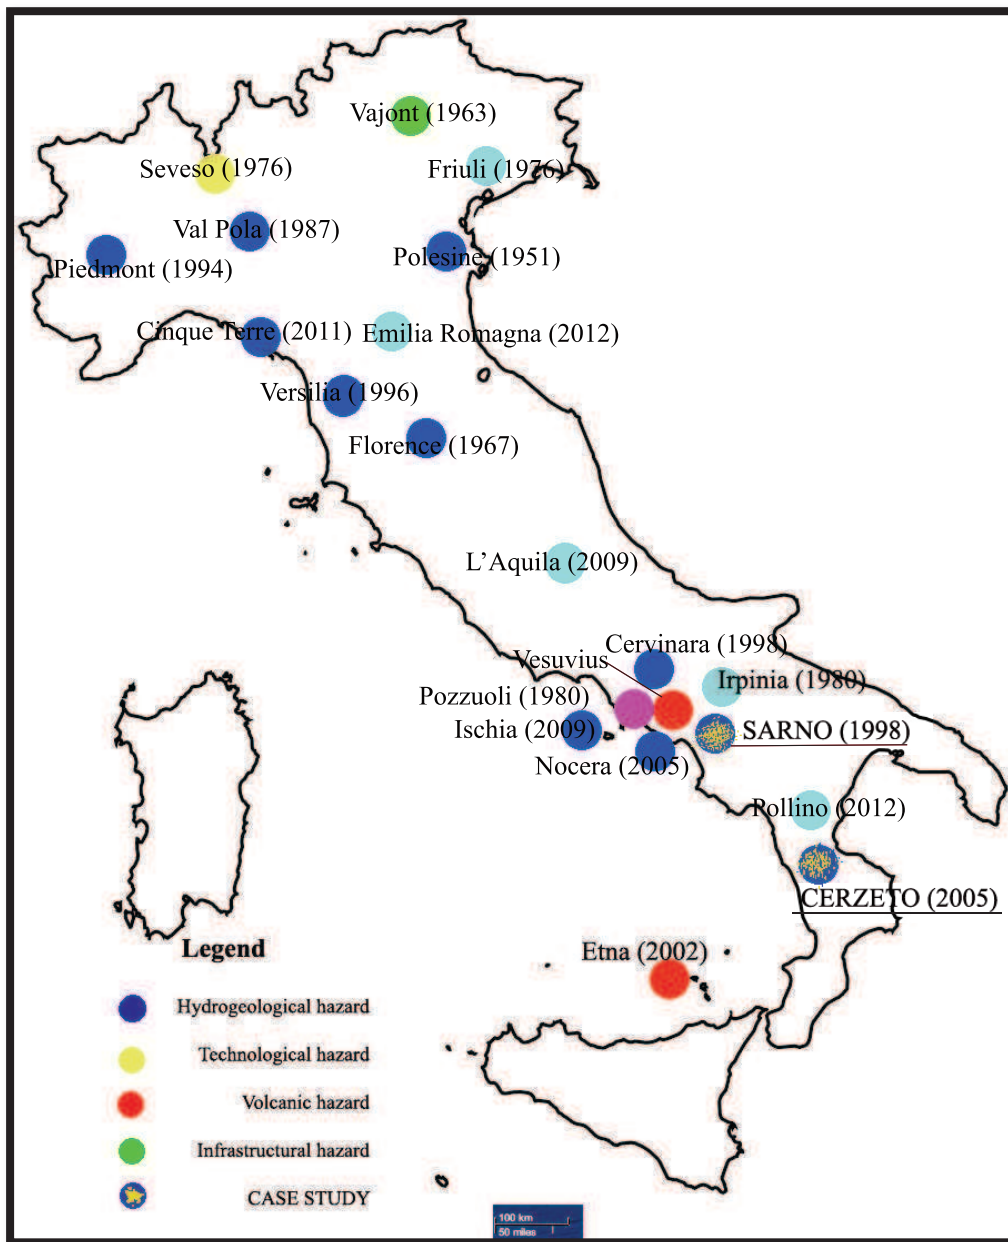 Vajont (1963)
Seveso (1976)
Friuli (1976)
Val Pola (1987)
Polesine (1951)
Piedmont (1994)
Cinque Terre (2011)
Emilia Romagna (2012)
Versilia (1996)
Florence (1967)
L'Aquila (2009)
Cervinara (1998)
Vesuvius
Irpinia (1980)
Pozzuoli (1980)
Ischia (2009)
SARNO (1998)
Nocera (2005)
Pollino (2012)
CERZETO (2005)
Etna (2002)
Legend
Hydrogeological hazard
Technological hazard
Volcanic hazard
Infrastructural hazard
CASE STUDY
100 km
50 miles